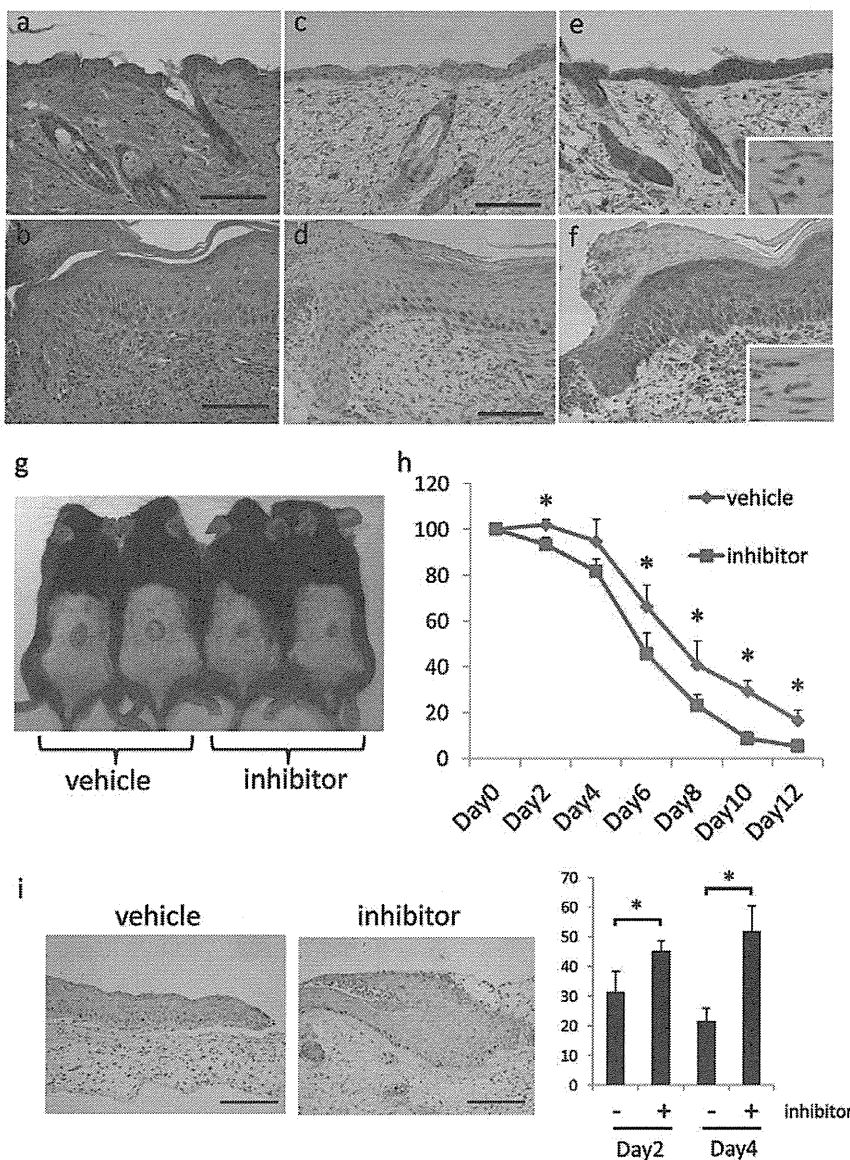 a
c
e
b
d
f
g
vehicle
inhibitor
h
120
100
80
60
40
20
0
*
*
*
*
*
vehicle
inhibitor
Day0
Day2
Day4
Day6
Day8
Day10
Day12
i
vehicle
inhibitor
70
60
50
40
30
20
10
0
*
*
- + - + inhibitor
Day2 Day4